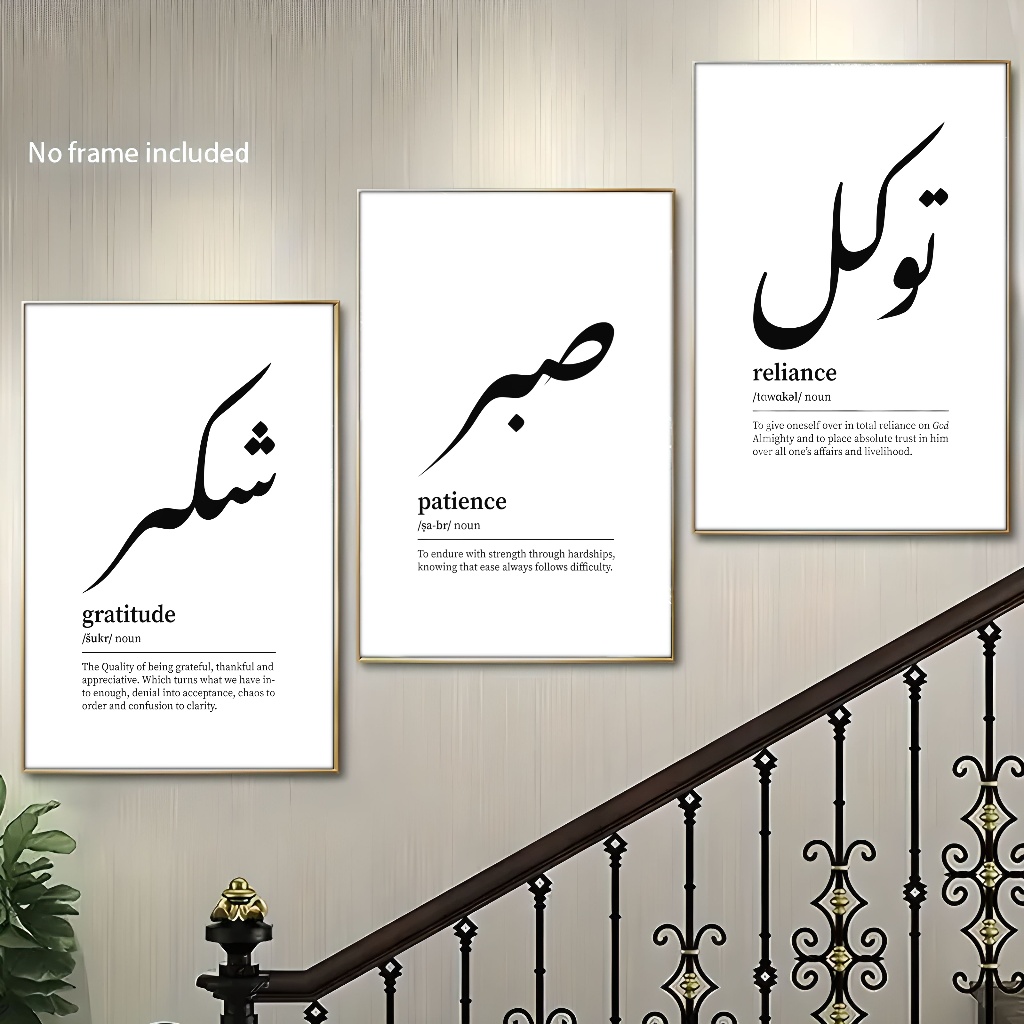 No frame included
شكر
gratitude
/šukr/ noun
The Quality of being grateful, thankful and
appreciative. Which turns what we have in-
to enough, denial into acceptance, chaos to
order and confusion to clarity.
صبر
patience
/ṣa-br/ noun
To endure with strength through hardships,
knowing that ease always follows difficulty.
توكل
reliance
/tawakəl/ noun
To give oneself over in total reliance on God
Almighty and to place absolute trust in him
over all one's affairs and livelihood.